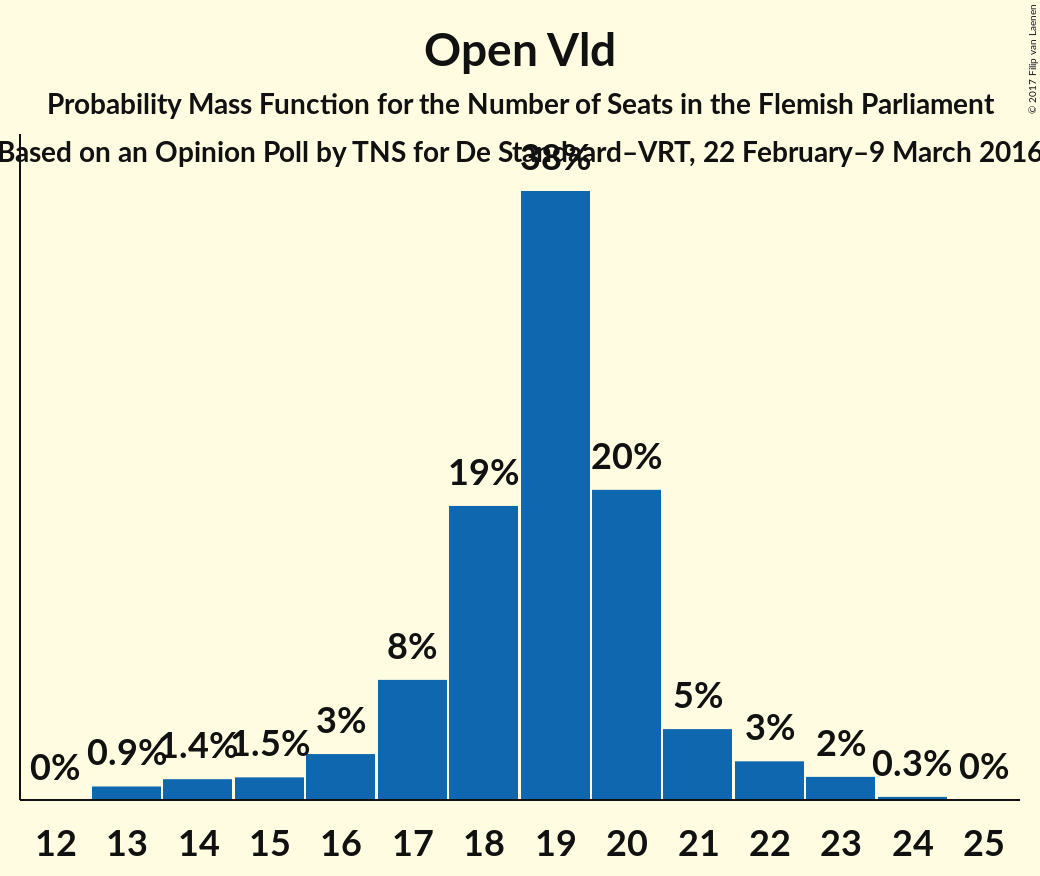 Open Vld
Probability Mass Function for the Number of Seats in the Flemish Parliament
Based on an Opinion Poll by TNS for De Standaard–VRT, 22 February–9 March 2016
© 2017 Filip van Laenen
38%
20%
19%
8%
5%
3%
3%
2%
1.5%
1.4%
0.9%
0.3%
0%
0%
12 13 14 15 16 17 18 19 20 21 22 23 24 25